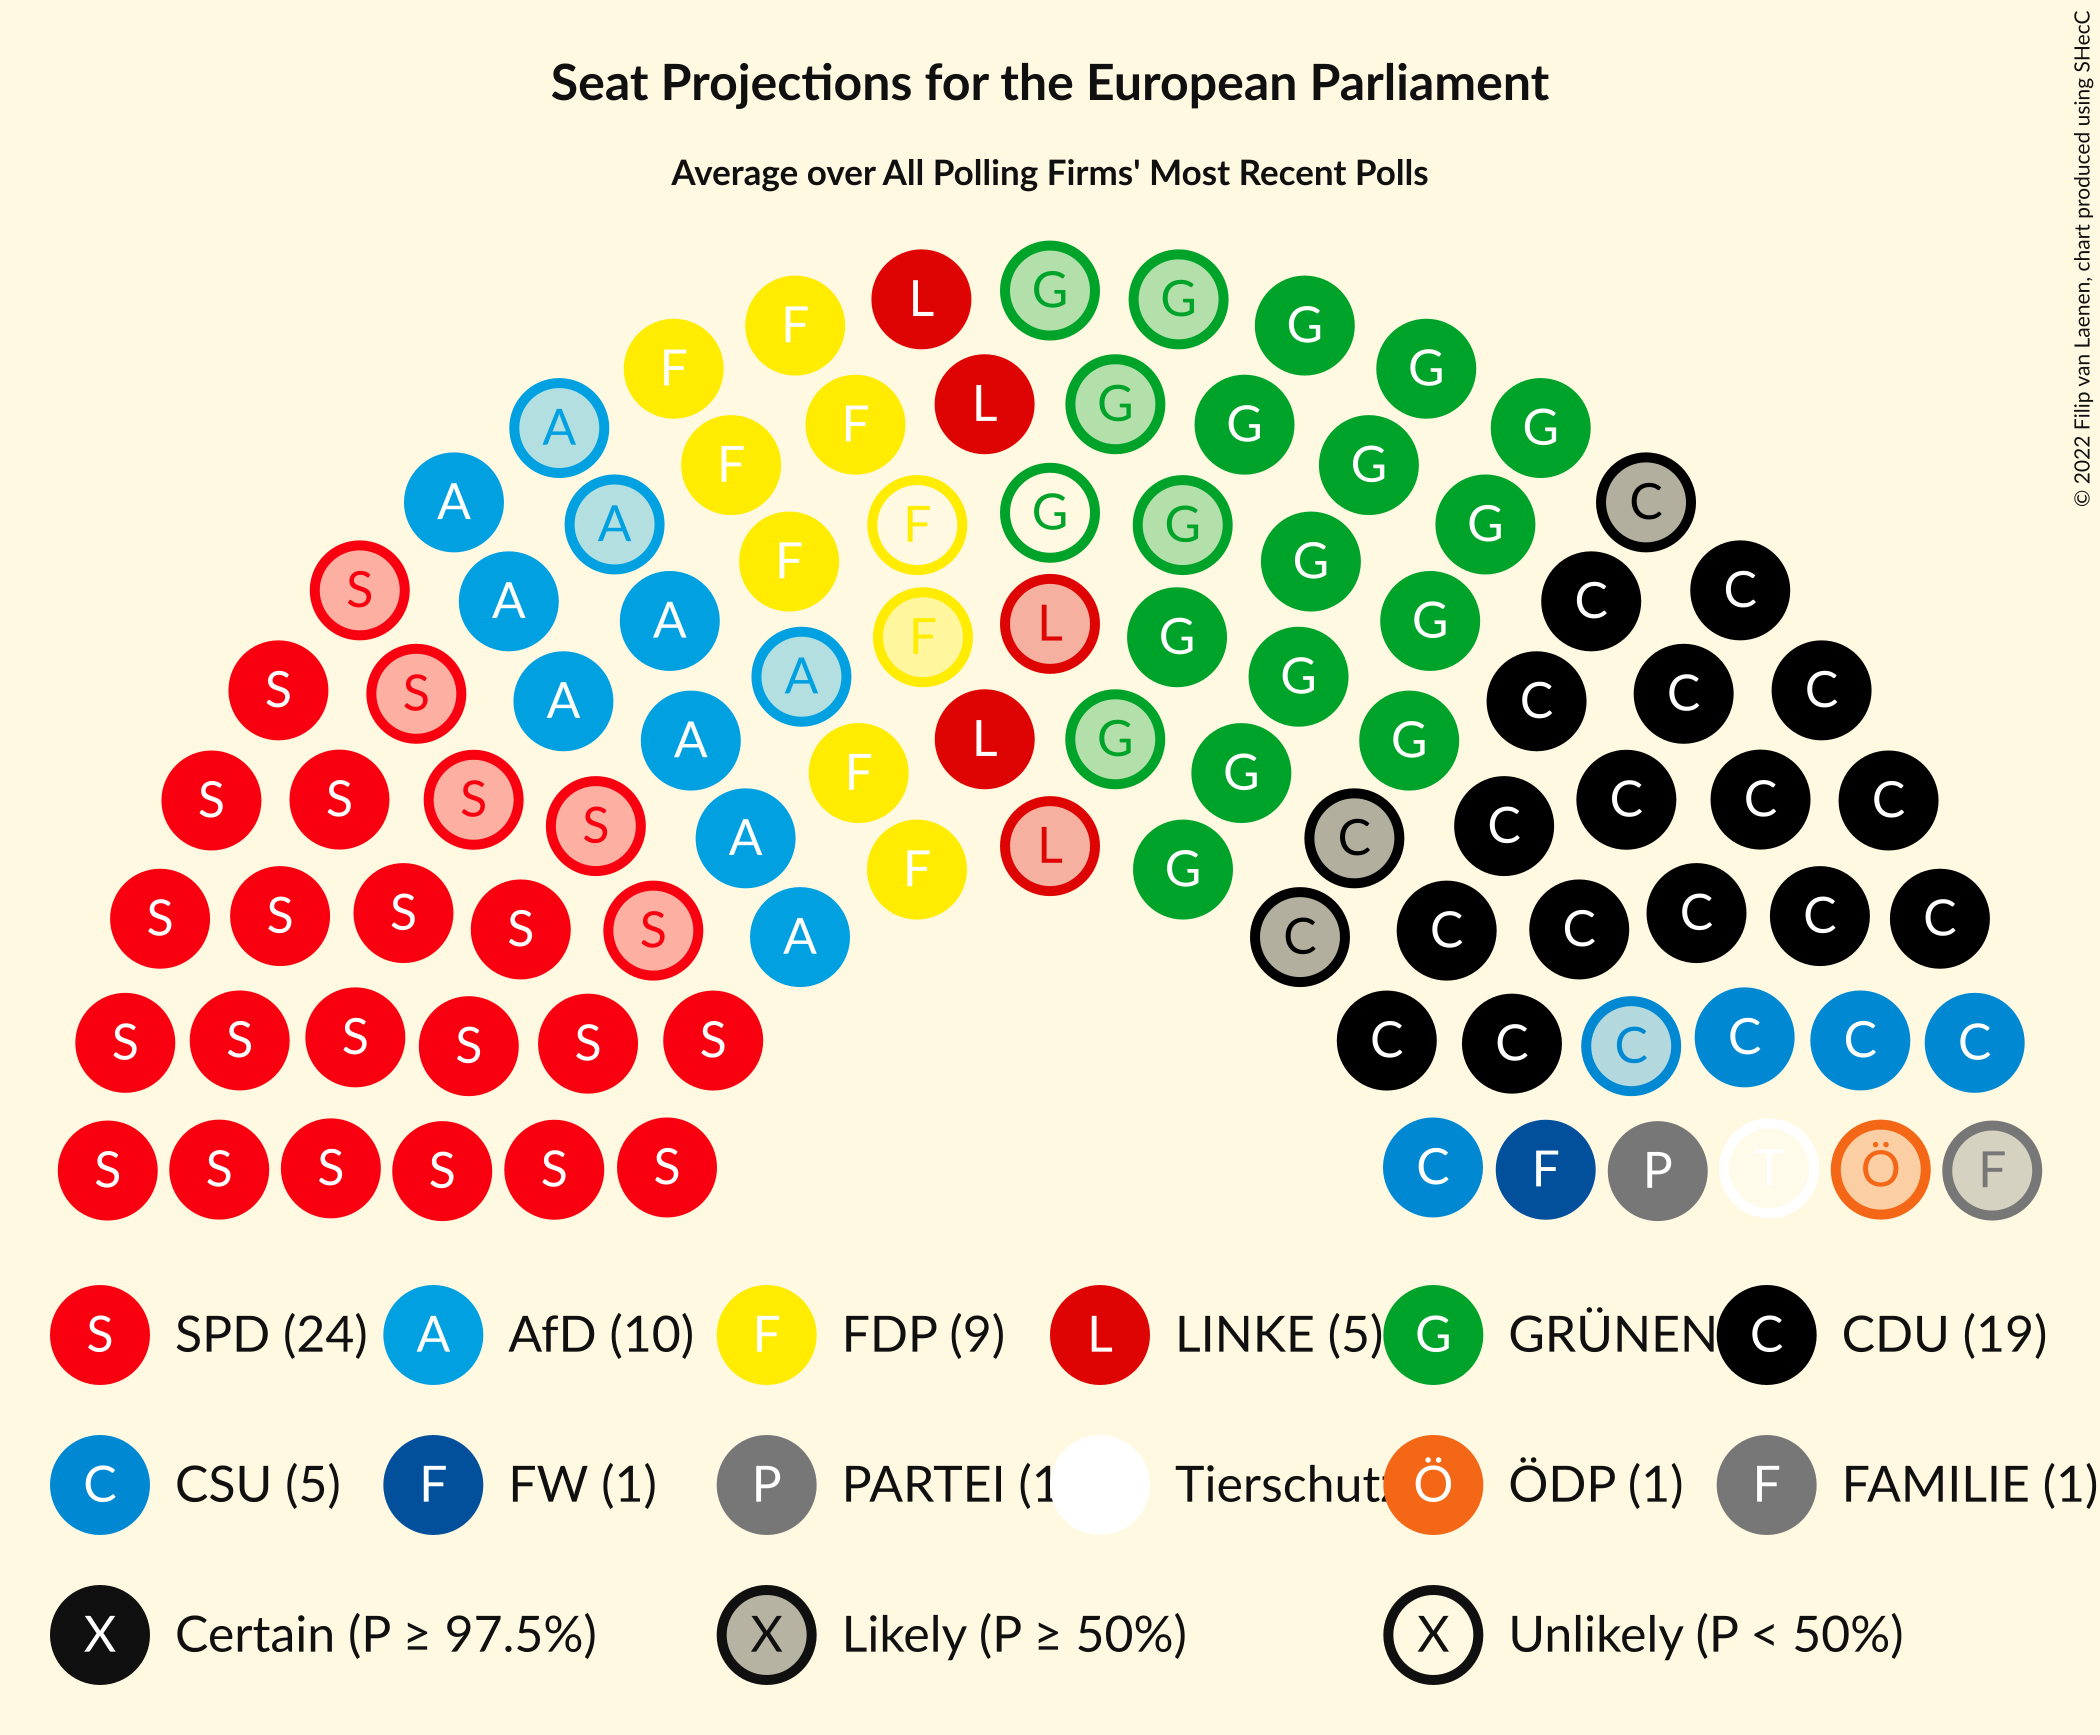 Seat Projections for the European Parliament
Average over All Polling Firms' Most Recent Polls
© 2022 Filip van Laenen, chart produced using SHecC
L G G
F F G G
A F F L G G G
A A F F G G G G C
S A A F L G G G C C
S S A A F G G C C C
S S S A A L G G C C C C
S S S S S S A F L G C C C C C C
S S S S S S C C C C C C
S S S S S S C F P T Ö F
S SPD (24) A AfD (10) F FDP (9) L LINKE (5) G GRÜNEN C CDU (19)
C CSU (5) F FW (1) P PARTEI (1 Tierschutz Ö ÖDP (1) F FAMILIE (1)
X Certain (P ≥ 97.5%) X Likely (P ≥ 50%) X Unlikely (P < 50%)